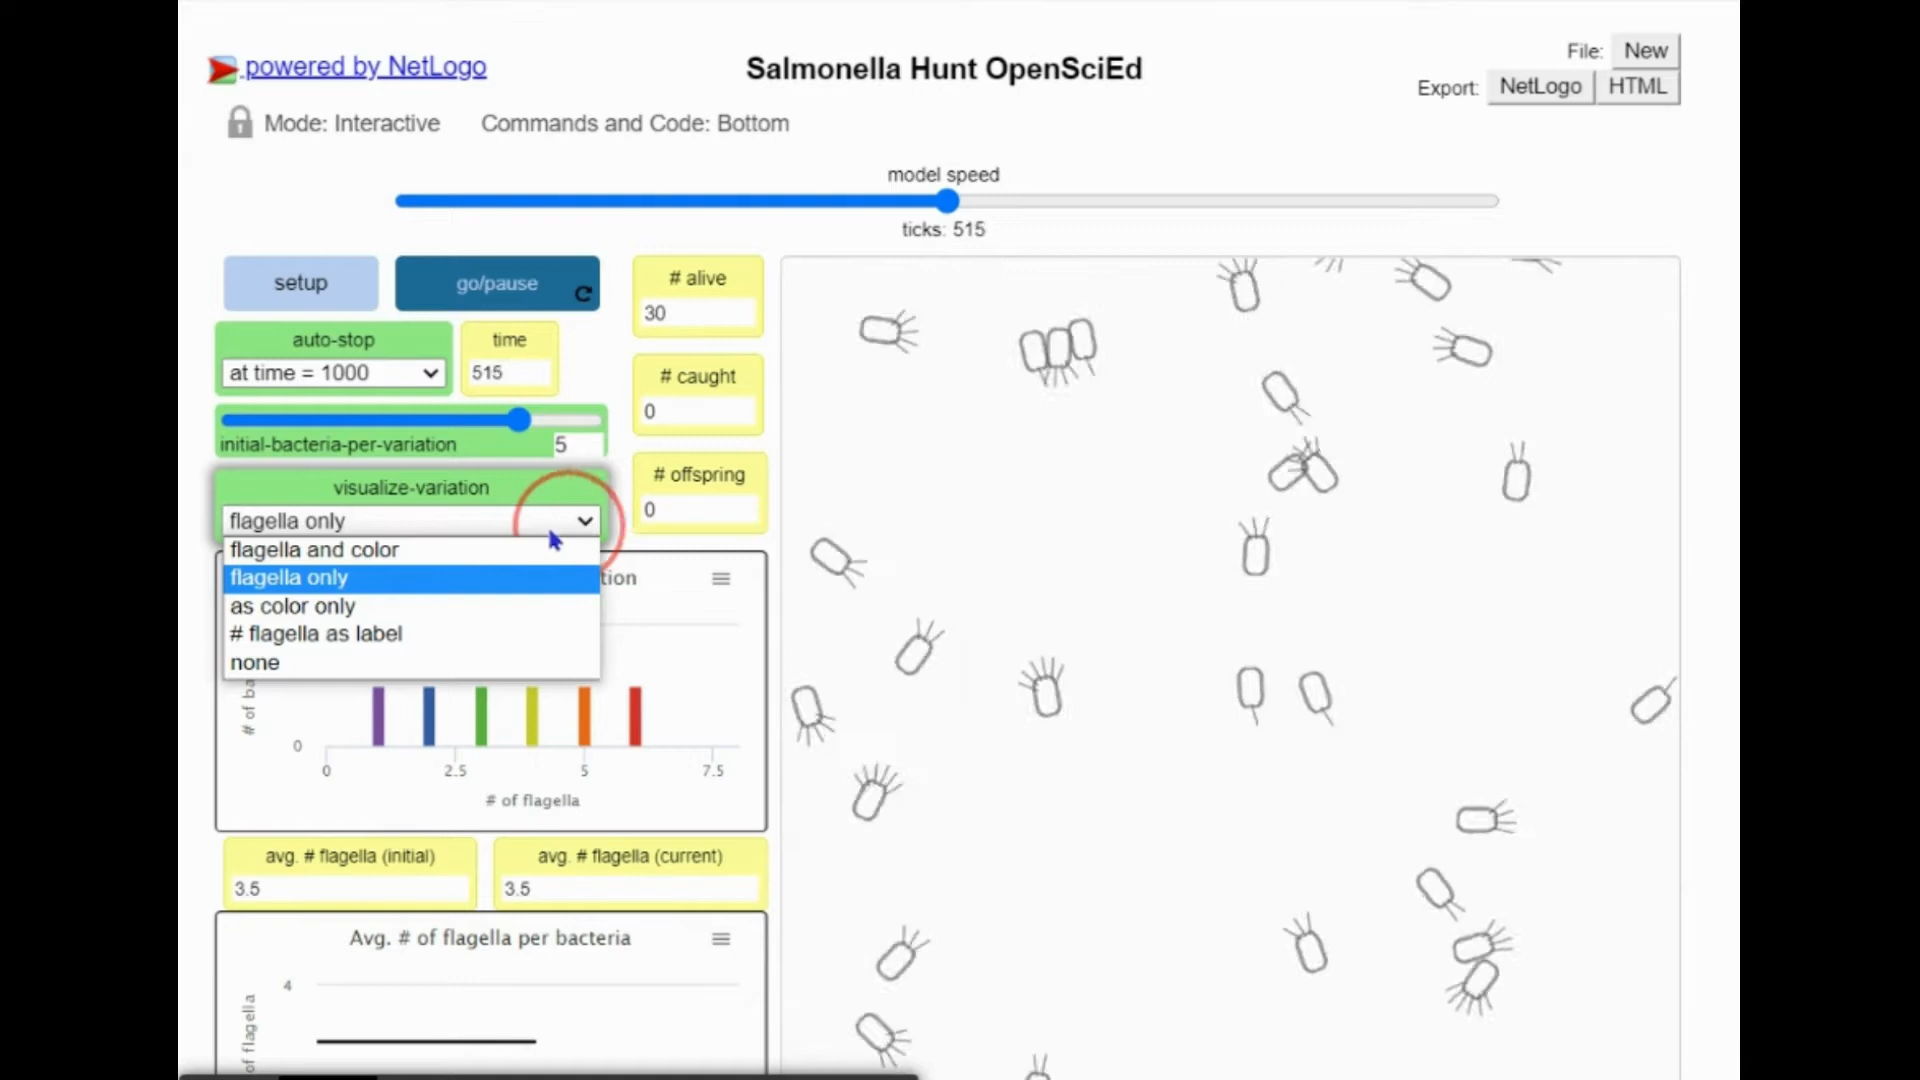 powered by NetLogo
Salmonella Hunt OpenSciEd
File: New
Export: NetLogo HTML
Mode: Interactive
Commands and Code: Bottom
model speed
ticks: 515
setup
go/pause
# alive
30
auto-stop
at time = 1000
time
515
# caught
0
initial-bacteria-per-variation
5
# offspring
0
visualize-variation
flagella only
flagella and color
flagella only
as color only
# flagella as label
none
tion
# of ba
0
0 2.5 5 7.5
# of flagella
avg. # flagella (initial)
3.5
avg. # flagella (current)
3.5
Avg. # of flagella per bacteria
4
of flagella